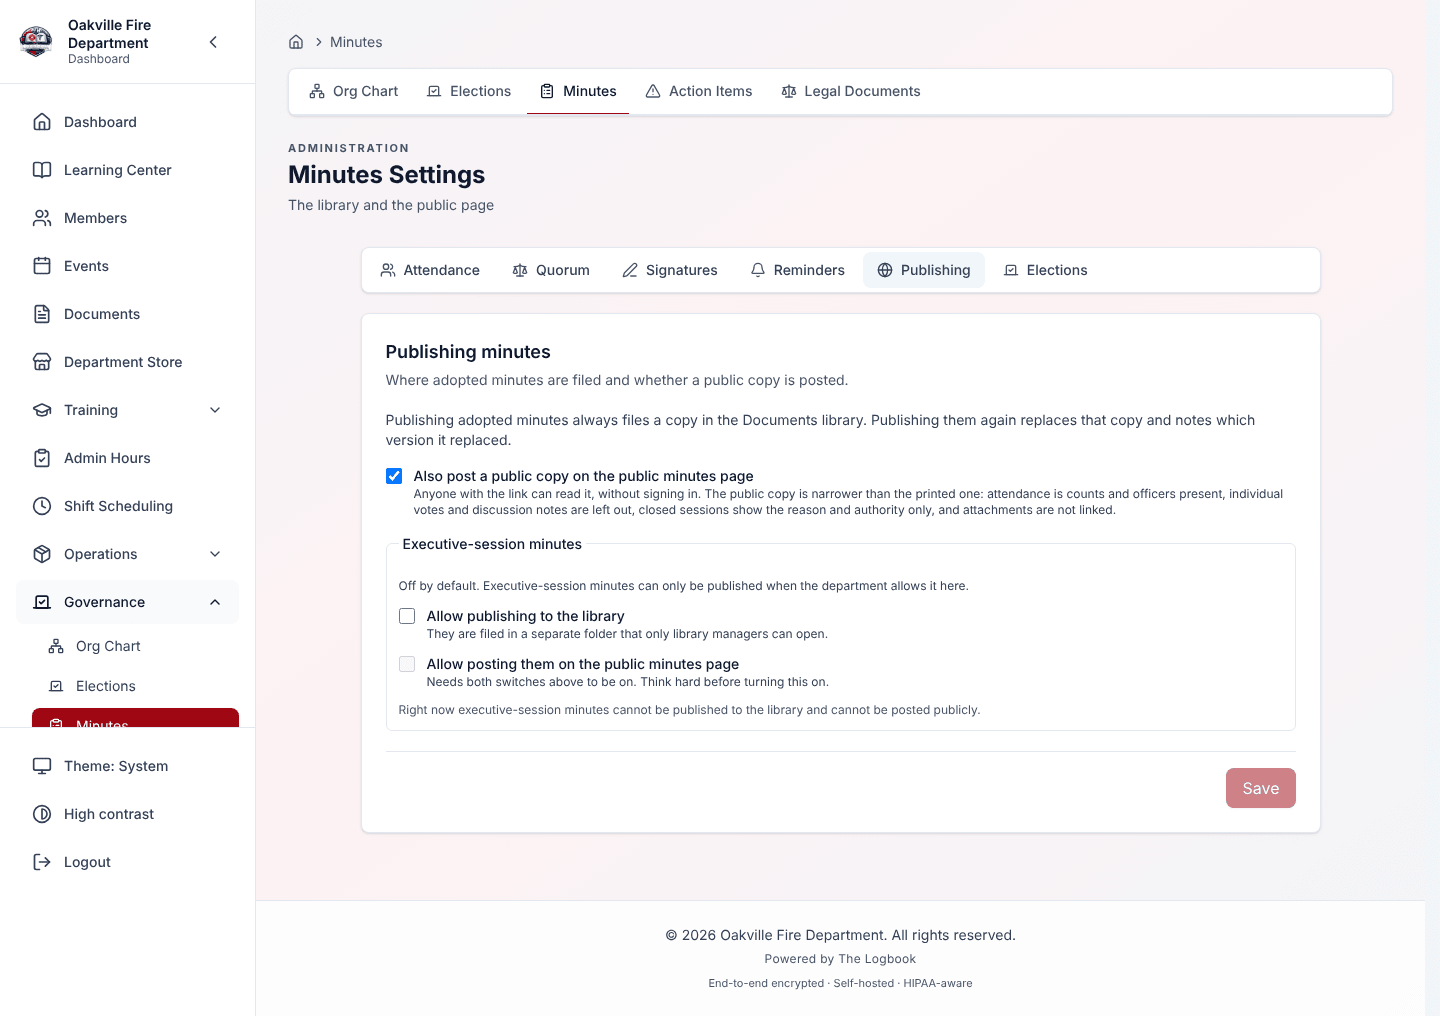 Oakville Fire
Department
Dashboard
Dashboard
Learning Center
Members
Events
Documents
Department Store
Training
Admin Hours
Shift Scheduling
Operations
Governance
Org Chart
Elections
Minutes
Theme: System
High contrast
Logout
Minutes
Org Chart
Elections
Minutes
Action Items
Legal Documents
ADMINISTRATION
Minutes Settings
The library and the public page
Attendance
Quorum
Signatures
Reminders
Publishing
Elections
Publishing minutes
Where adopted minutes are filed and whether a public copy is posted.
Publishing adopted minutes always files a copy in the Documents library. Publishing them again replaces that copy and notes which
version it replaced.
Also post a public copy on the public minutes page
Anyone with the link can read it, without signing in. The public copy is narrower than the printed one: attendance is counts and officers present, individual
votes and discussion notes are left out, closed sessions show the reason and authority only, and attachments are not linked.
Executive-session minutes
Off by default. Executive-session minutes can only be published when the department allows it here.
Allow publishing to the library
They are filed in a separate folder that only library managers can open.
Allow posting them on the public minutes page
Needs both switches above to be on. Think hard before turning this on.
Right now executive-session minutes cannot be published to the library and cannot be posted publicly.
Save
© 2026 Oakville Fire Department. All rights reserved.
Powered by The Logbook
End-to-end encrypted · Self-hosted · HIPAA-aware